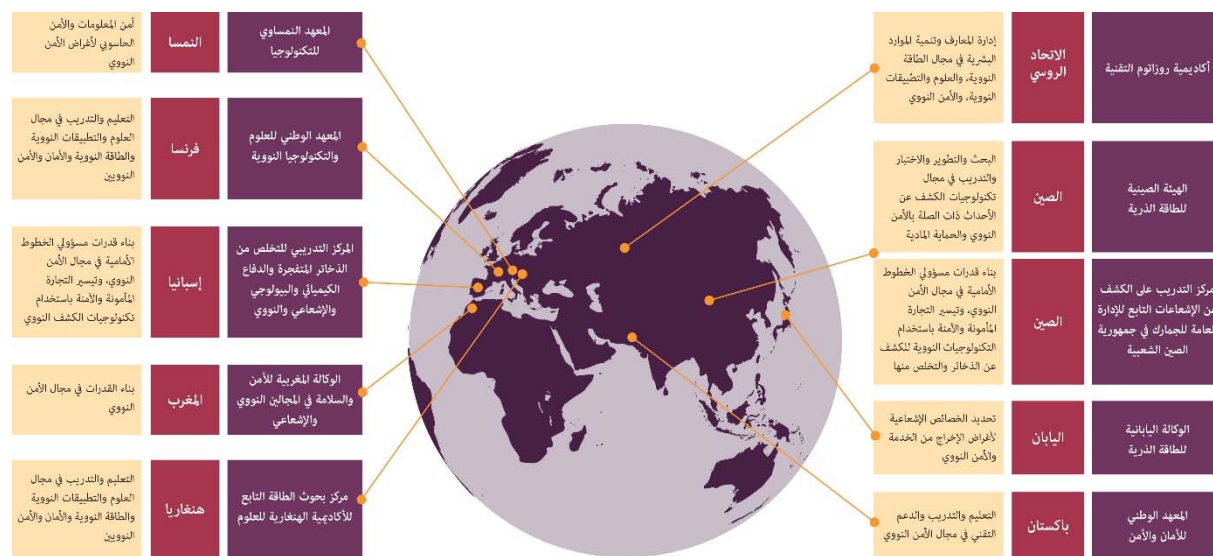 أكاديمية روزاتوم التقنية
الاتحاد
الروسي
إدارة المعارف وتنمية الموارد
البشرية في مجال الطاقة
النووية، والعلوم والتطبيقات
النووية، والأمن النووي
الهيئة الصينية
للطاقة الذرية
الصين
البحث والتطوير والاختبار
والتدريب في مجال
تكنولوجيات الكشف عن
الأحداث ذات الصلة بالأمن
النووي والحماية المادية
مركز التدريب على الكشف
عن الإشعاعات التابع للإدارة
العامة للجمارك في جمهورية
الصين الشعبية
الصين
بناء قدرات مسؤولي الخطوط
الأمامية في مجال الأمن
النووي، وتيسير التجارة
المأمونة والآمنة باستخدام
التكنولوجيات النووية للكشف
عن الذخائر والتخلص منها
الوكالة اليابانية
للطاقة الذرية
اليابان
تحديد الخصائص الإشعاعية
لأغراض الإخراج من الخدمة
والأمن النووي
المعهد الوطني
للأمان والأمن
باكستان
التعليم والتدريب والدعم
التقني في مجال الأمن النووي
المعهد النمساوي
للتكنولوجيا
النمسا
أمن المعلومات والأمن
الحاسوبي لأغراض الأمن
النووي
المعهد الوطني للعلوم
والتكنولوجيا النووية
فرنسا
التعليم والتدريب في مجال
العلوم والتطبيقات النووية
والطاقة النووية والأمان والأمن
النوويين
المركز التدريبي للتخلص من
الذخائر المتفجرة والدفاع
الكيميائي والبيولوجي
والإشعاعي والنووي
إسبانيا
بناء قدرات مسؤولي الخطوط
الأمامية في مجال الأمن
النووي، وتيسير التجارة
المأمونة والآمنة باستخدام
تكنولوجيات الكشف النووي
الوكالة المغربية للأمن
والسلامة في المجالين النووي
والإشعاعي
المغرب
بناء القدرات في مجال الأمن
النووي
مركز بحوث الطاقة التابع
للأكاديمية الهنغارية للعلوم
هنغاريا
التعليم والتدريب في مجال
العلوم والتطبيقات النووية
والطاقة النووية والأمان والأمن
النوويين